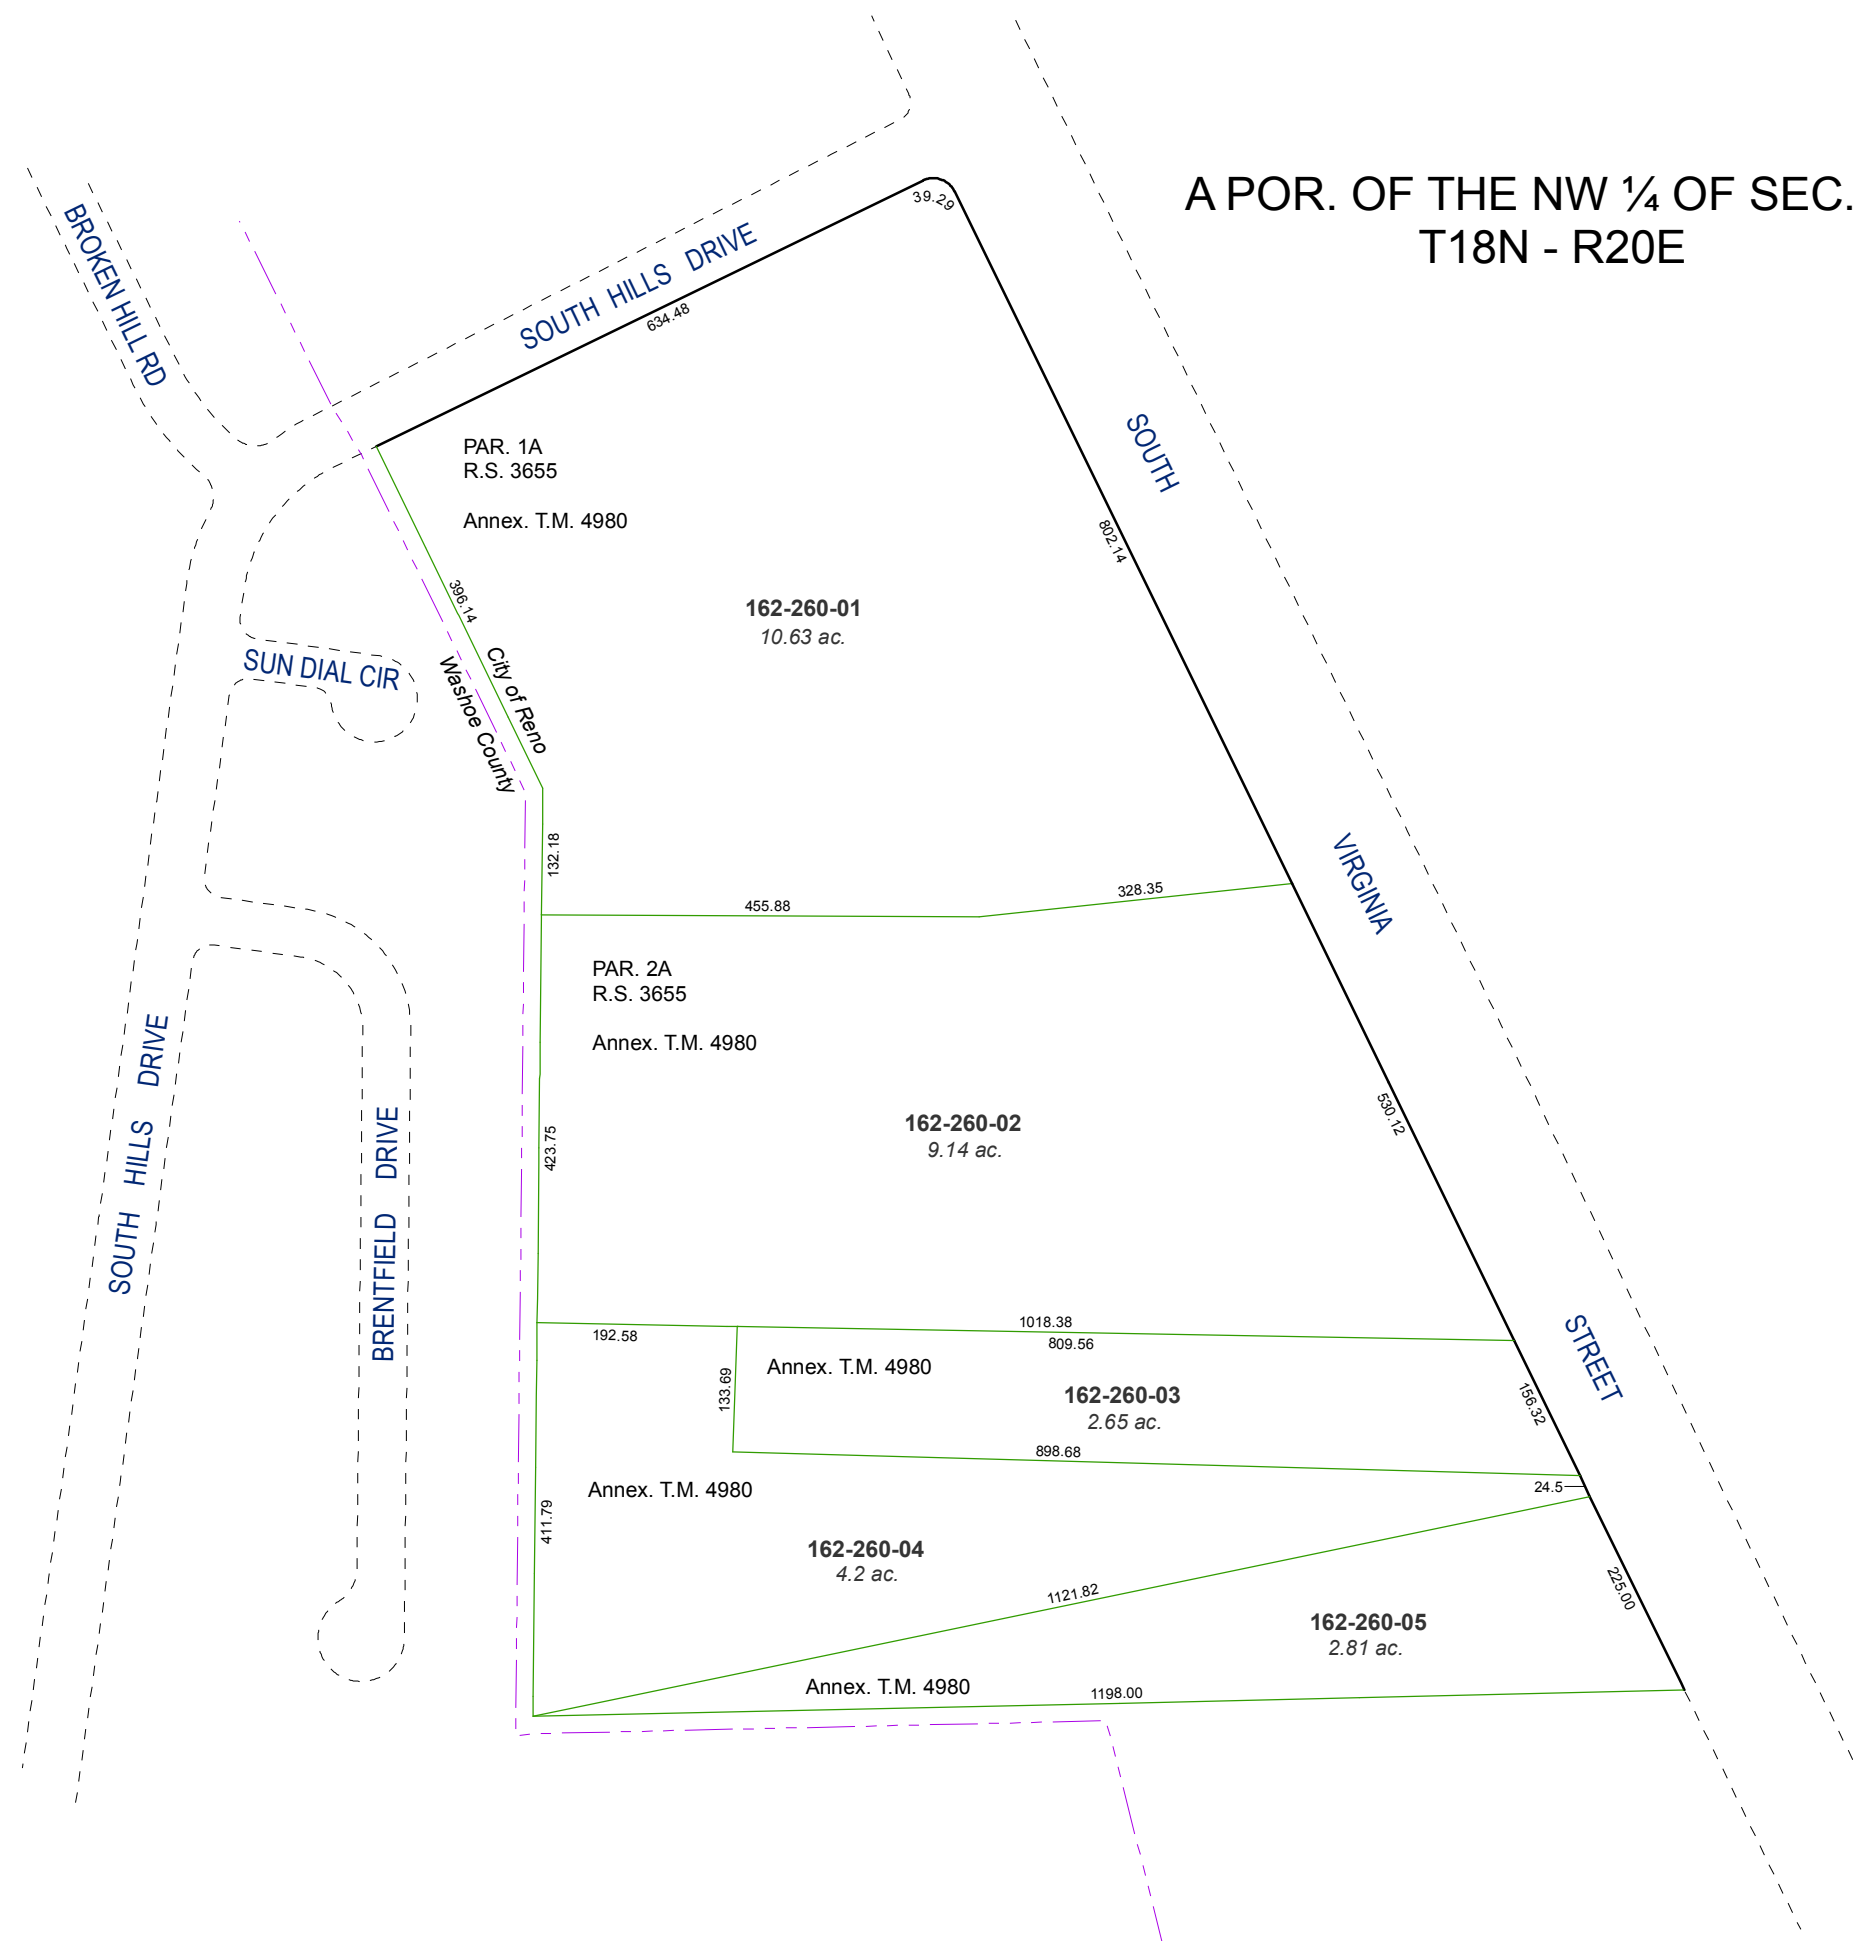 A POR. OF THE NW ¼ OF SEC.
T18N - R20E
BROKEN HILL RD
SOUTH HILLS DRIVE
39.29
634.48
PAR. 1A
R.S. 3655
Annex. T.M. 4980
SOUTH
802.14
396.14
162-260-01
10.63 ac.
City of Reno
Washoe County
SUN DIAL CIR
132.18
VIRGINIA
455.88
328.35
PAR. 2A
R.S. 3655
Annex. T.M. 4980
SOUTH HILLS DRIVE
BRENTFIELD DRIVE
423.75
162-260-02
9.14 ac.
530.12
STREET
192.58
1018.38
809.56
133.69
Annex. T.M. 4980
162-260-03
2.65 ac.
156.32
898.68
24.5
Annex. T.M. 4980
411.79
162-260-04
4.2 ac.
1121.82
225.00
162-260-05
2.81 ac.
Annex. T.M. 4980
1198.00